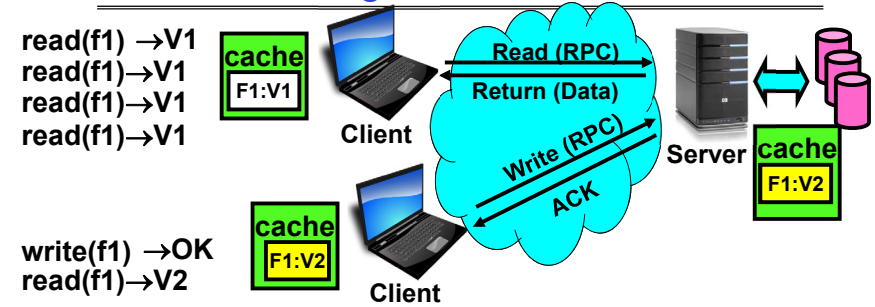 read(f1) →V1
read(f1)→V1
read(f1)→V1
read(f1)→V1
cache
F1:V1
Client
Read (RPC)
Return (Data)
Write (RPC)
ACK
Server
cache
F1:V2
write(f1) →OK
read(f1)→V2
cache
F1:V2
Client